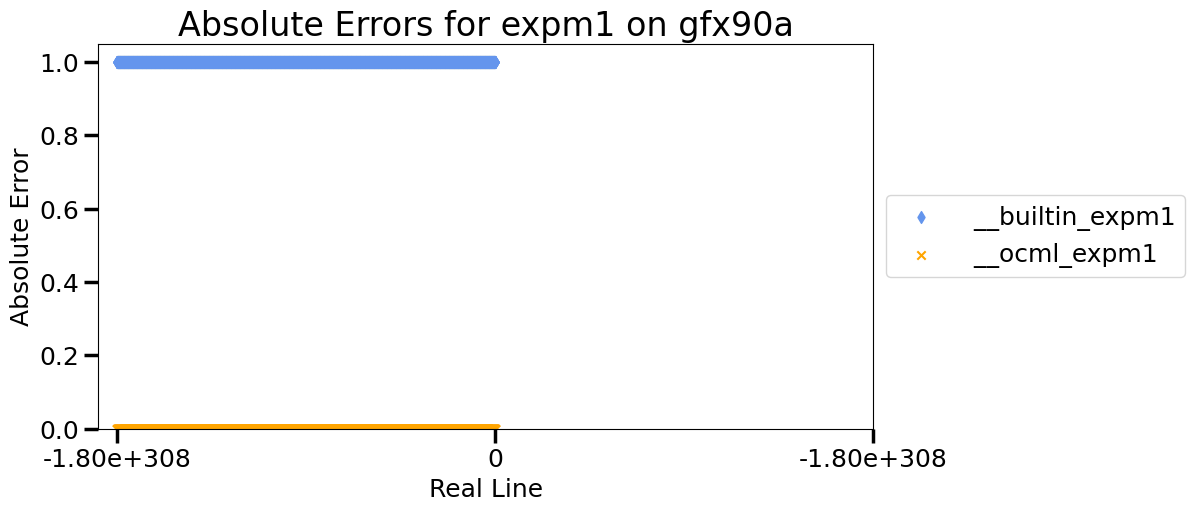 Absolute Errors for expm1 on gfx90a
Absolute Error
1.0
0.8
0.6
0.4
0.2
0.0
-1.80e+308
0
-1.80e+308
Real Line
__builtin_expm1
__ocml_expm1